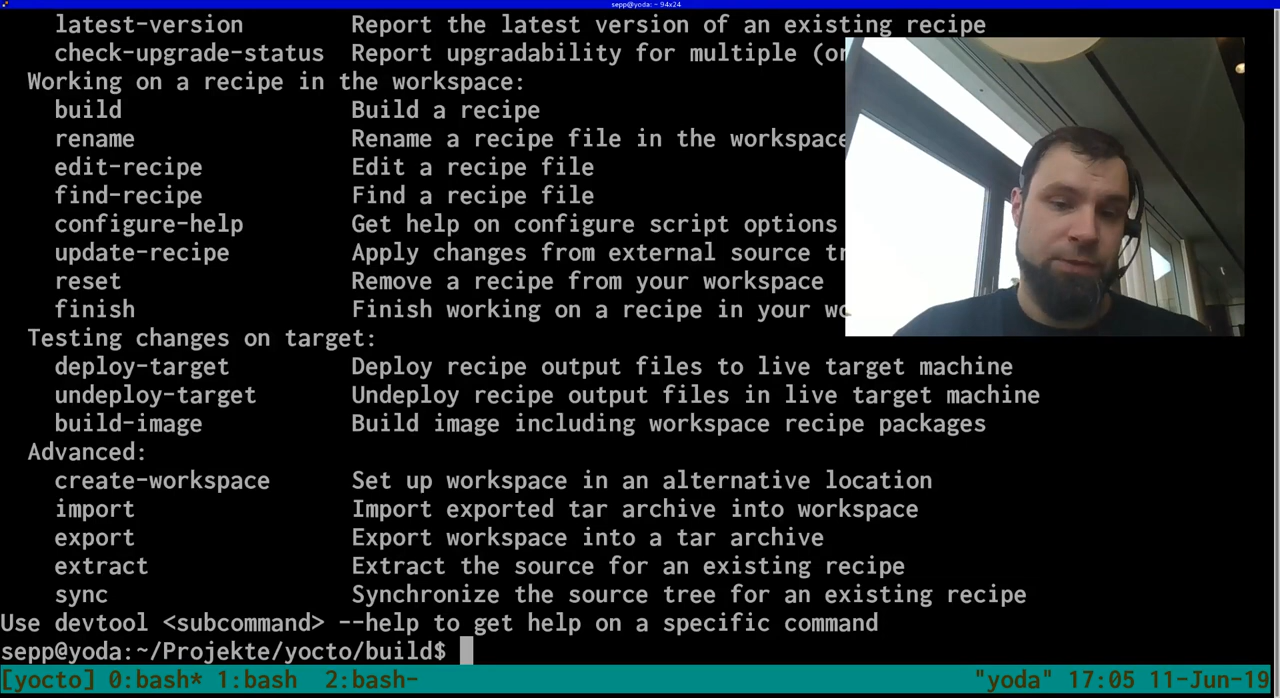 sepp@yoda: ~ 94x24
latest-version Report the latest version of an existing recipe
check-upgrade-status Report upgradability for multiple (or
Working on a recipe in the workspace:
build Build a recipe
rename Rename a recipe file in the workspace
edit-recipe Edit a recipe file
find-recipe Find a recipe file
configure-help Get help on configure script options
update-recipe Apply changes from external source tr
reset Remove a recipe from your workspace
finish Finish working on a recipe in your wo
Testing changes on target:
deploy-target Deploy recipe output files to live target machine
undeploy-target Undeploy recipe output files in live target machine
build-image Build image including workspace recipe packages
Advanced:
create-workspace Set up workspace in an alternative location
import Import exported tar archive into workspace
export Export workspace into a tar archive
extract Extract the source for an existing recipe
sync Synchronize the source tree for an existing recipe
Use devtool <subcommand> --help to get help on a specific command
sepp@yoda:~/Projekte/yocto/build$
[yocto] 0:bash* 1:bash 2:bash- "yoda" 17:05 11-Jun-19